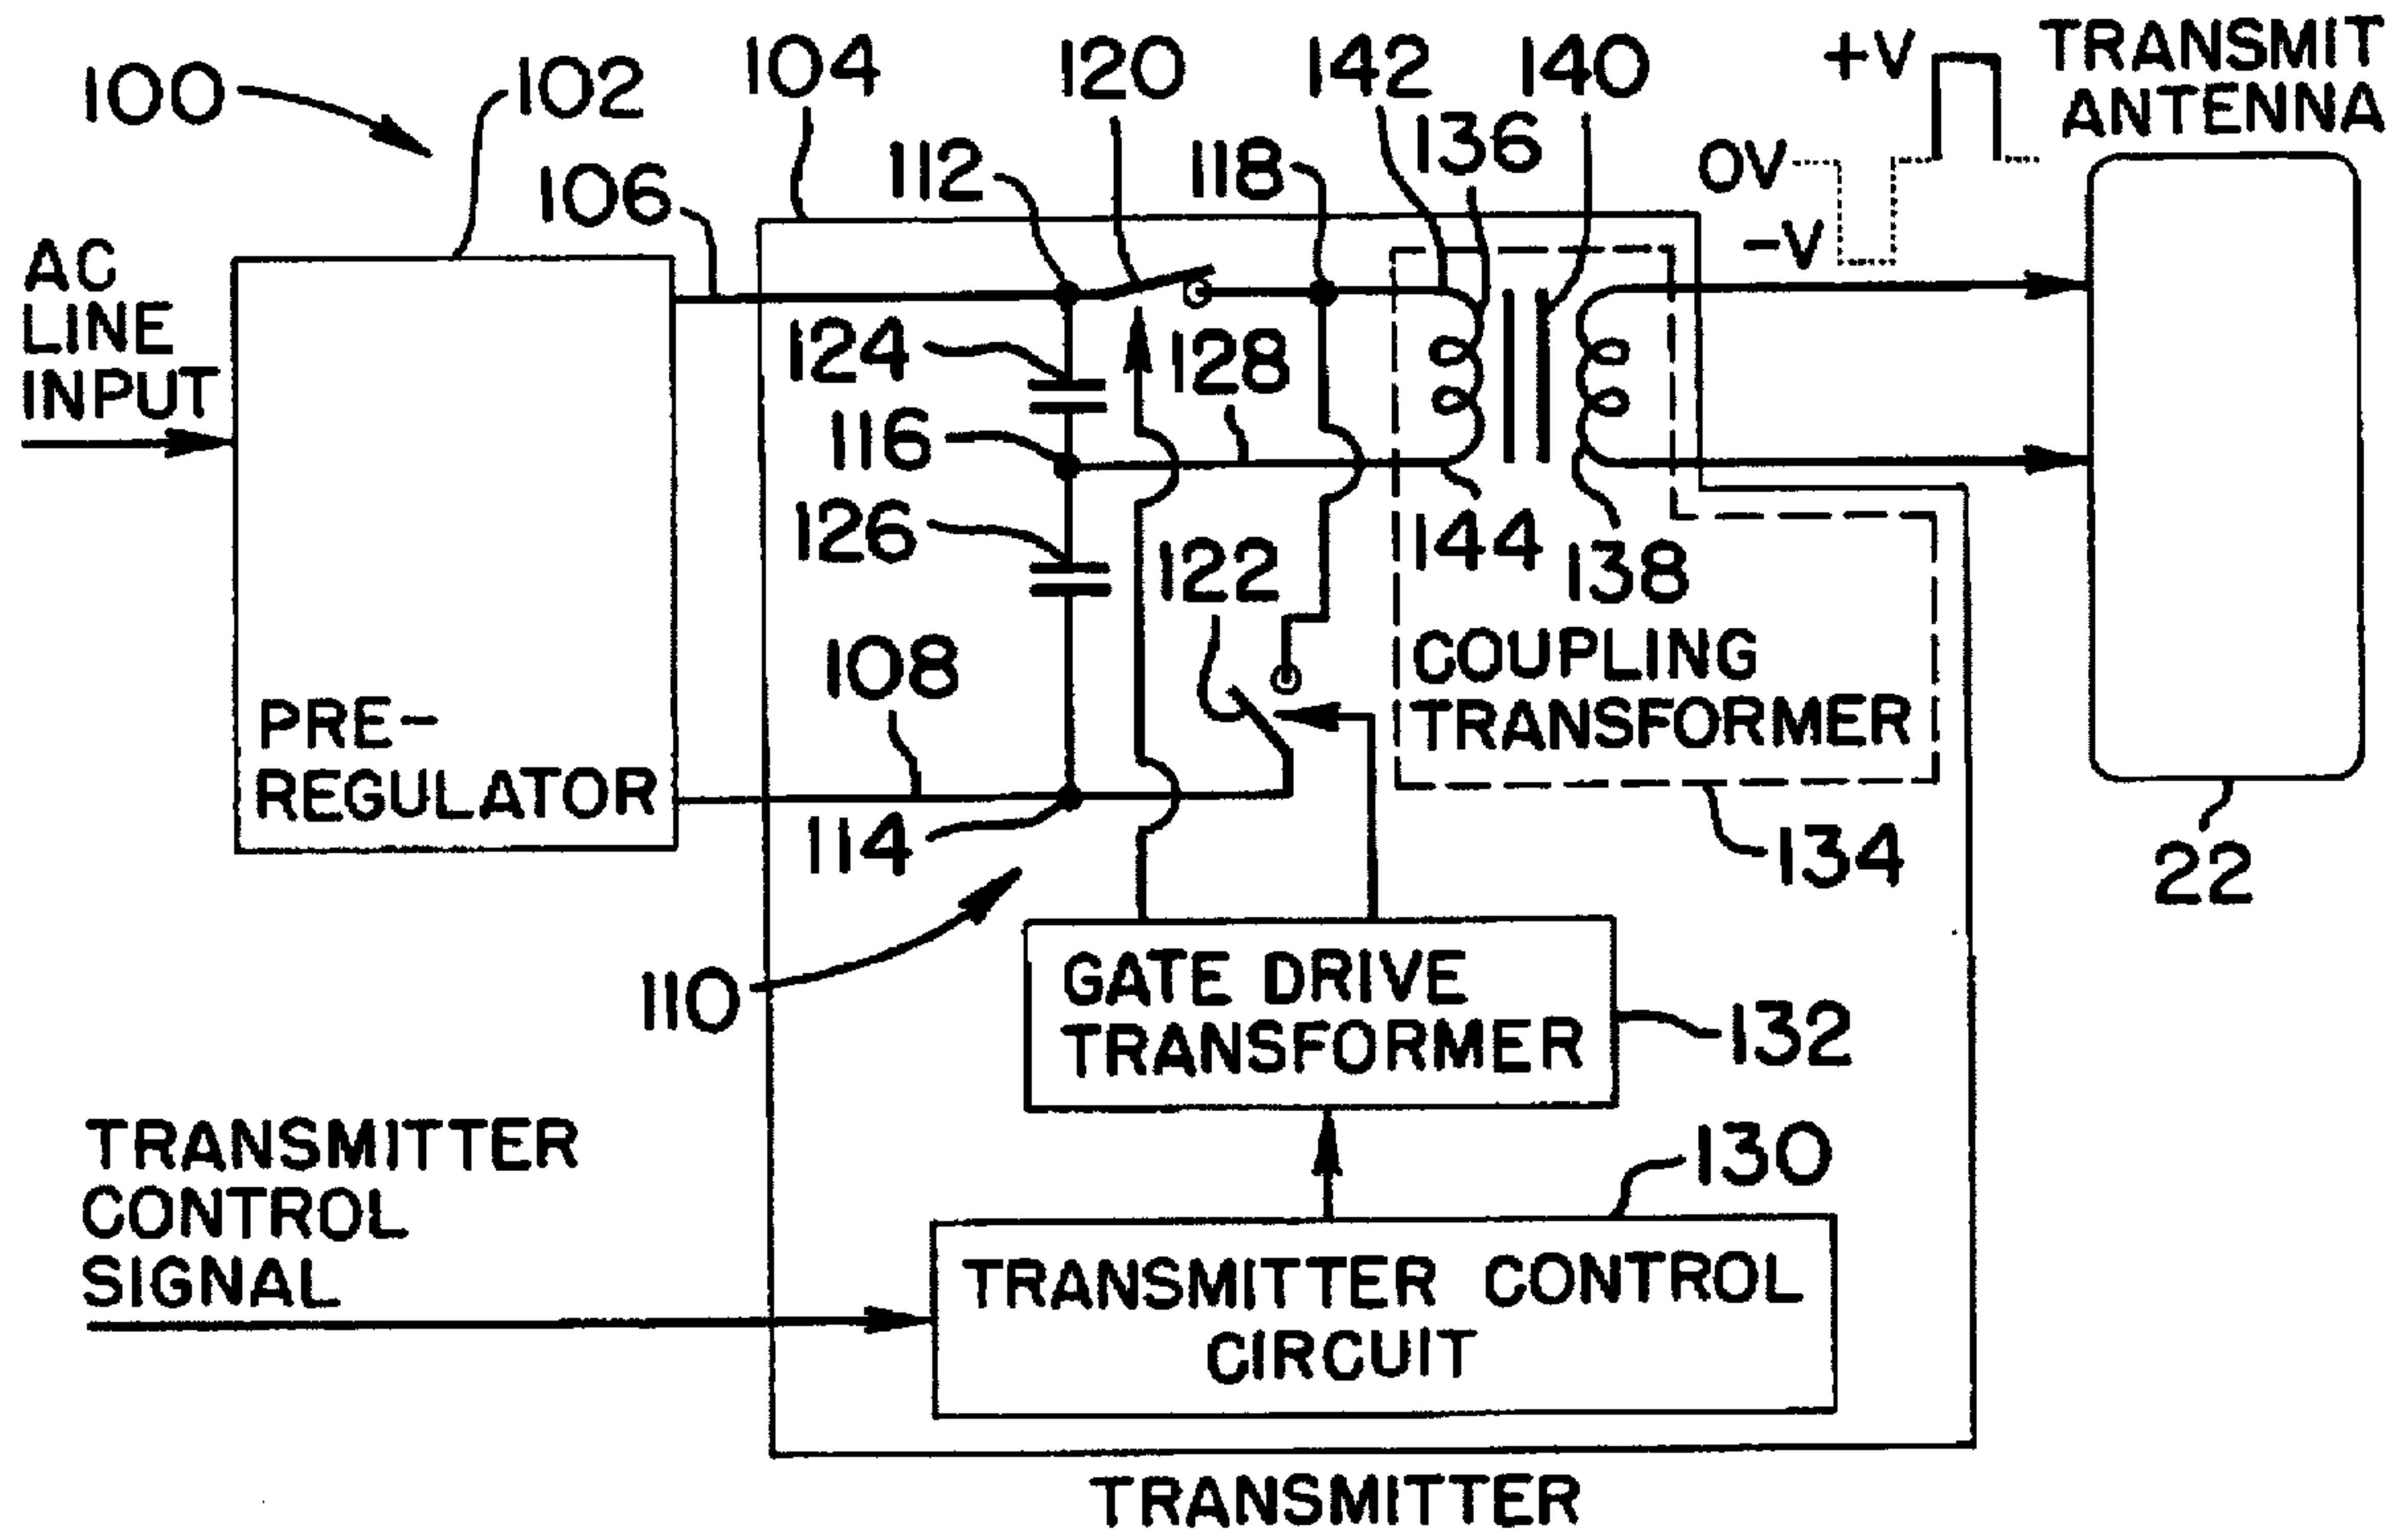 100
102
104
120
142
140
+V
TRANSMIT
ANTENNA
106
112
118
136
0V
-V
AC
LINE
INPUT
124
128
116
126
122
144
138
108
COUPLING
TRANSFORMER
PRE-
REGULATOR
114
134
22
110
GATE DRIVE
TRANSFORMER
132
TRANSMITTER
CONTROL
SIGNAL
130
TRANSMITTER CONTROL
CIRCUIT
TRANSMITTER